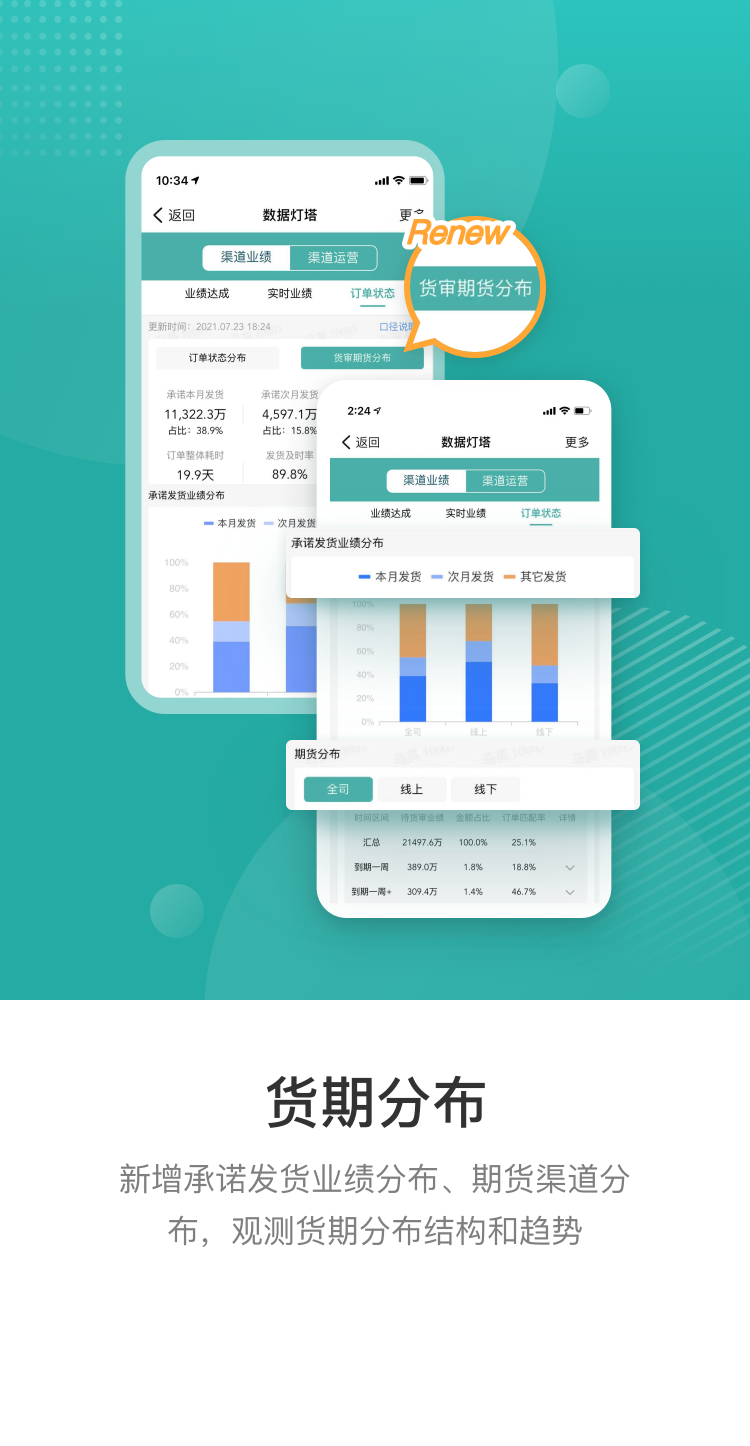 10:34
返回
数据灯塔
渠道业绩
渠道运营
业绩达成
实时业绩
订单状态
更新时间：2021.07.23 18:24
订单状态分布
货审期货分布
承诺本月发货
承诺次月发货
11,322.3万
4,597.1万
占比：38.9%
占比：15.8%
订单整体耗时
发货及时率
19.9天
89.8%
承诺发货业绩分布
本月发货
次月发货
100%
80%
60%
40%
20%
0%
Renew
货审期货分布
2:24
返回
数据灯塔
更多
渠道业绩
渠道运营
业绩达成
实时业绩
订单状态
承诺发货业绩分布
本月发货
次月发货
其它发货
100%
80%
60%
40%
20%
0%
全司
线上
线下
期货分布
全司
线上
线下
时间区间 待货审业绩 金额占比 订单匹配率 详情
汇总 21497.6万 100.0% 25.1%
到期一周 389.0万 1.8% 18.8%
到期一周+ 309.4万 1.4% 46.7%
货期分布
新增承诺发货业绩分布、期货渠道分
布，观测货期分布结构和趋势